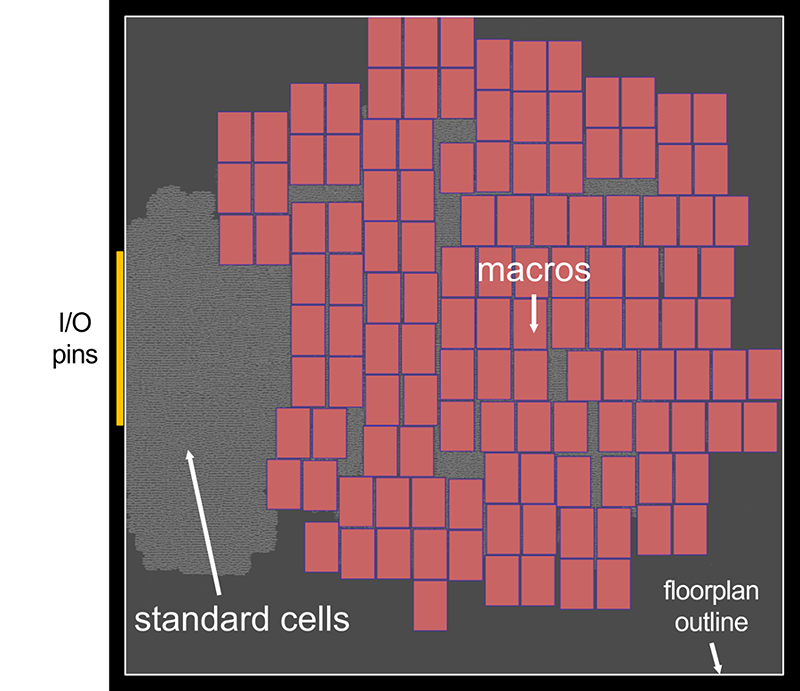 macros
I/O
pins
standard cells
floorplan
outline